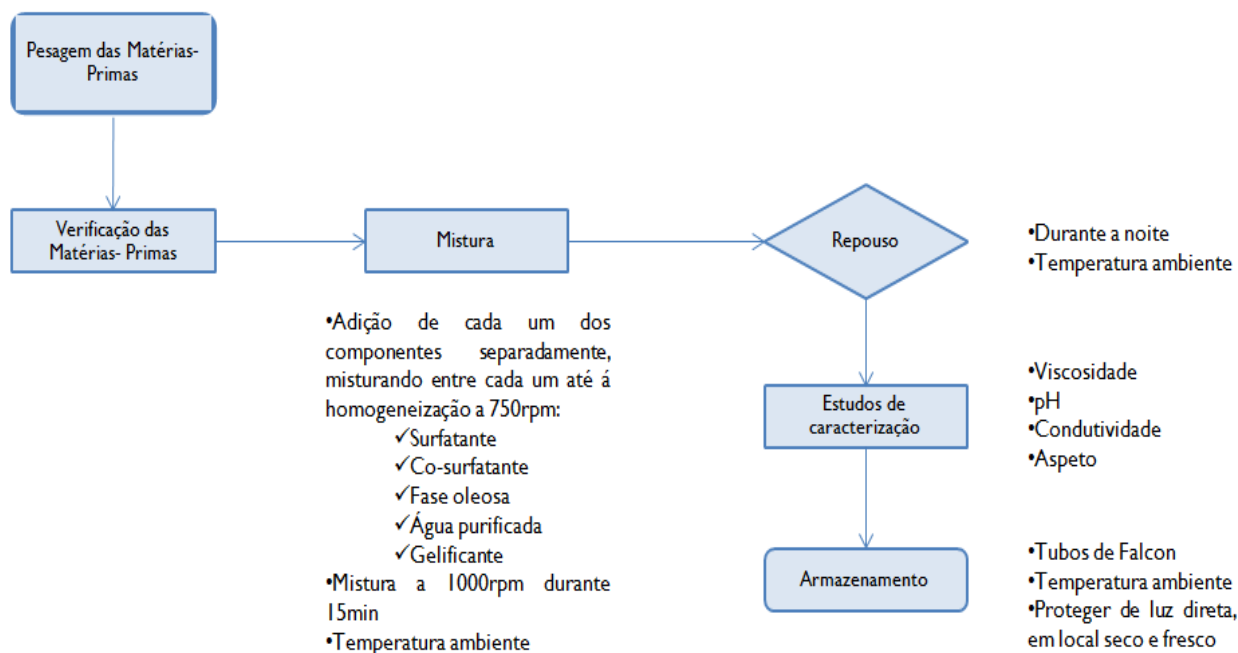 Pesagem das Matérias-
Primas
Verificação das
Matérias- Primas
Mistura
Repouso
•Durante a noite
•Temperatura ambiente
•Adição de cada um dos
componentes separadamente,
misturando entre cada um até á
homogeneização a 750rpm:
✓Surfatante
✓Co-surfatante
✓Fase oleosa
✓Água purificada
✓Gelificante
•Mistura a 1000rpm durante
15min
•Temperatura ambiente
Estudos de
caracterização
•Viscosidade
•pH
•Condutividade
•Aspeto
Armazenamento
•Tubos de Falcon
•Temperatura ambiente
•Proteger de luz direta,
em local seco e fresco